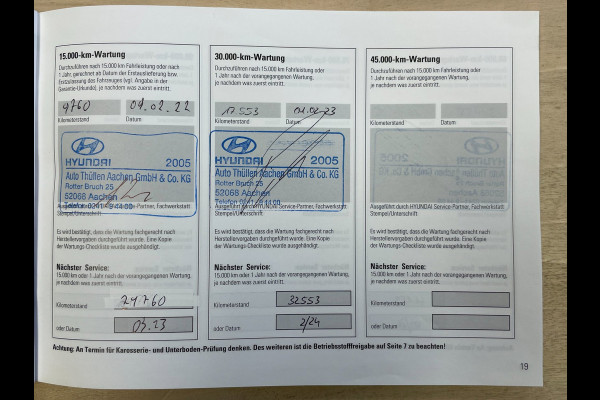 15.000-km-Wartung
Durchzuführen nach 15.000 km Fahrleistung oder nach
1 Jahr, gerechnet ab Datum der Erstauslieferung bzw.
Erstzulassung des Fahrzeuges (vgl. Angabe in der
Garantie-Urkunde), je nachdem was zuerst eintritt.
9760 01.02.22
Kilometerstand Datum
HYUNDAI 2005
Auto Thüllen Aachen GmbH & Co. KG
Rotter Bruch 25
52068 Aachen
Telefon 0241
Stempel/Unterschrift
Es wird bestätigt, dass die Wartung fachgerecht nach
Herstellervorgaben durchgeführt wurde. Eine Kopie
der Wartungs-Checkliste wurde ausgehändigt.
Nächster Service:
15.000 km oder 1 Jahr nach der vorangegangenen Wartung,
je nachdem was zuerst eintritt.
Kilometerstand 24760
oder Datum 03.23
30.000-km-Wartung
Durchzuführen nach 15.000 km Fahrleistung oder
1 Jahr nach der vorangegangenen Wartung,
je nachdem was zuerst eintritt.
17553
Kilometerstand Datum
HYUNDAI 2005
Auto Thüllen Aachen GmbH & Co. KG
Rotter Bruch 25
52068 Aachen
Telefon 0241
Ausgeführt durch HYUNDAI Service-Partner, Fachwerkstatt
Stempel/Unterschrift
Es wird bestätigt, dass die Wartung fachgerecht nach
Herstellervorgaben durchgeführt wurde. Eine Kopie
der Wartungs-Checkliste wurde ausgehändigt.
Nächster Service:
15.000 km oder 1 Jahr nach der vorangegangenen Wartung,
je nachdem was zuerst eintritt.
Kilometerstand 32553
oder Datum 2/24
45.000-km-Wartung
Durchzuführen nach 15.000 km Fahrleistung oder
1 Jahr nach der vorangegangenen Wartung,
je nachdem was zuerst eintritt.
Kilometerstand Datum
Ausgeführt durch HYUNDAI Service-Partner, Fachwerkstatt
Stempel/Unterschrift
Es wird bestätigt, dass die Wartung fachgerecht nach
Herstellervorgaben durchgeführt wurde. Eine Kopie
der Wartungs-Checkliste wurde ausgehändigt.
Nächster Service:
15.000 km oder 1 Jahr nach der vorangegangenen Wartung,
je nachdem was zuerst eintritt.
Kilometerstand
oder Datum
Achtung: An Termin für Karosserie- und Unterboden-Prüfung denken. Des weiteren ist die Betriebsstofffreigabe auf Seite 7 zu beachten!
19